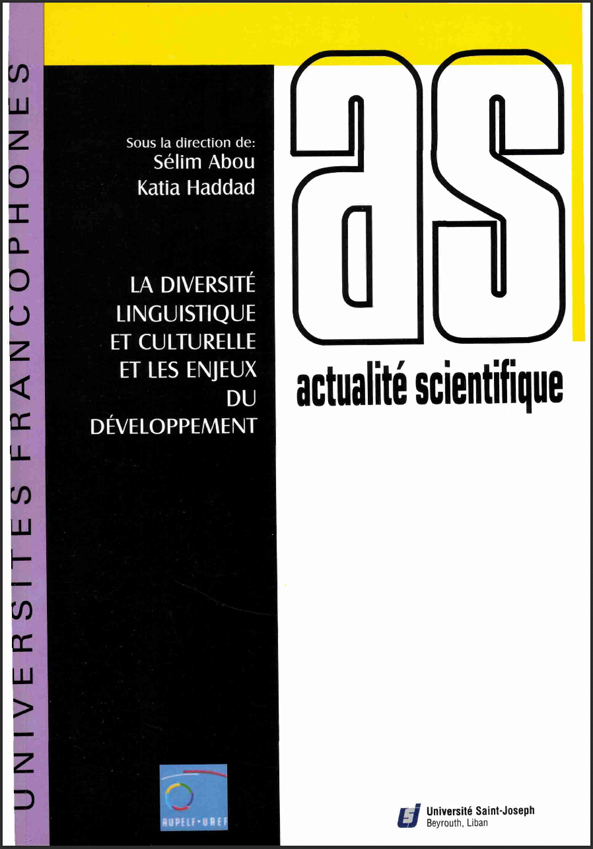 UNIVERSITES FRANCOPHONES
Sous la direction de:
Sélim Abou
Katia Haddad
LA DIVERSITÉ
LINGUISTIQUE
ET CULTURELLE
ET LES ENJEUX
DU
DÉVELOPPEMENT
as
actualité scientifique
AUPELF•UREF
Université Saint-Joseph
Beyrouth, Liban